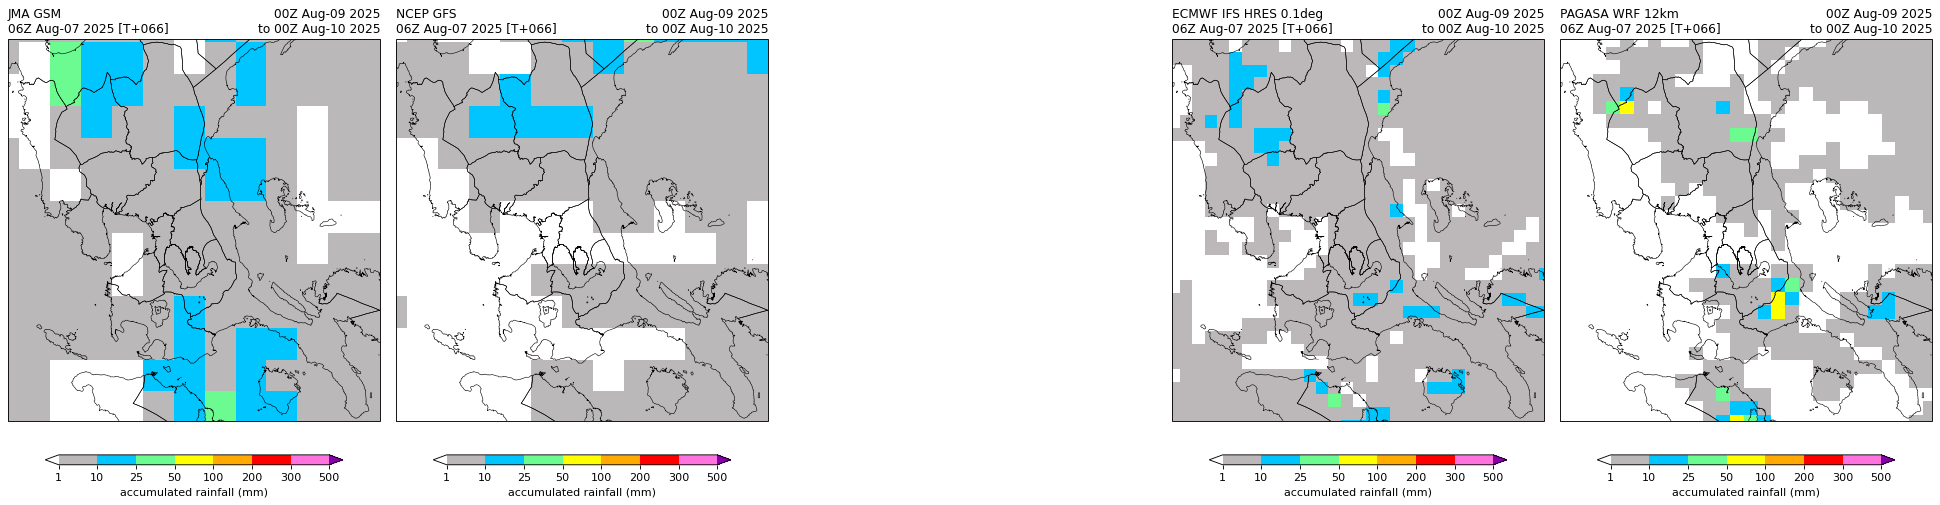 JMA GSM 00Z Aug-09 2025
06Z Aug-07 2025 [T+066] to 00Z Aug-10 2025
1 10 25 50 100 200 300 500
accumulated rainfall (mm)
NCEP GFS 00Z Aug-09 2025
06Z Aug-07 2025 [T+066] to 00Z Aug-10 2025
1 10 25 50 100 200 300 500
accumulated rainfall (mm)
ECMWF IFS HRES 0.1deg 00Z Aug-09 2025
06Z Aug-07 2025 [T+066] to 00Z Aug-10 2025
1 10 25 50 100 200 300 500
accumulated rainfall (mm)
PAGASA WRF 12km 00Z Aug-09 2025
06Z Aug-07 2025 [T+066] to 00Z Aug-10 2025
1 10 25 50 100 200 300 500
accumulated rainfall (mm)